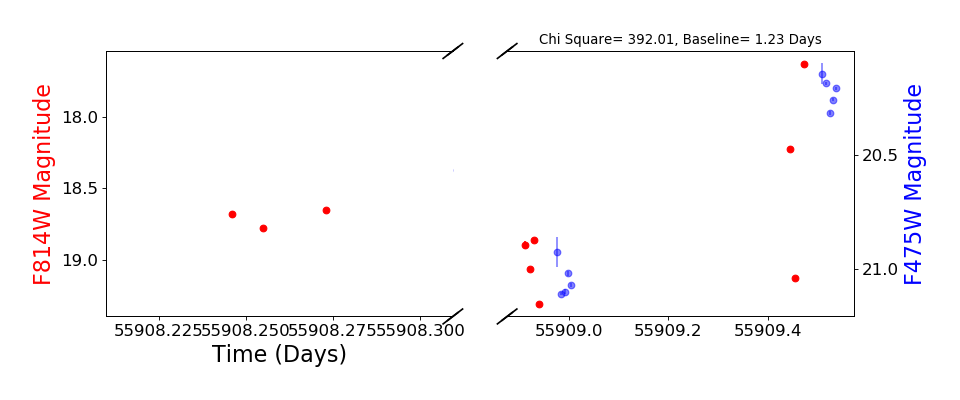 Chi Square= 392.01, Baseline= 1.23 Days
F814W Magnitude
18.0
18.5
19.0
20.5
21.0
F475W Magnitude
55908.225 55908.250 55908.275 55908.300 55909.0 55909.2 55909.4
Time (Days)